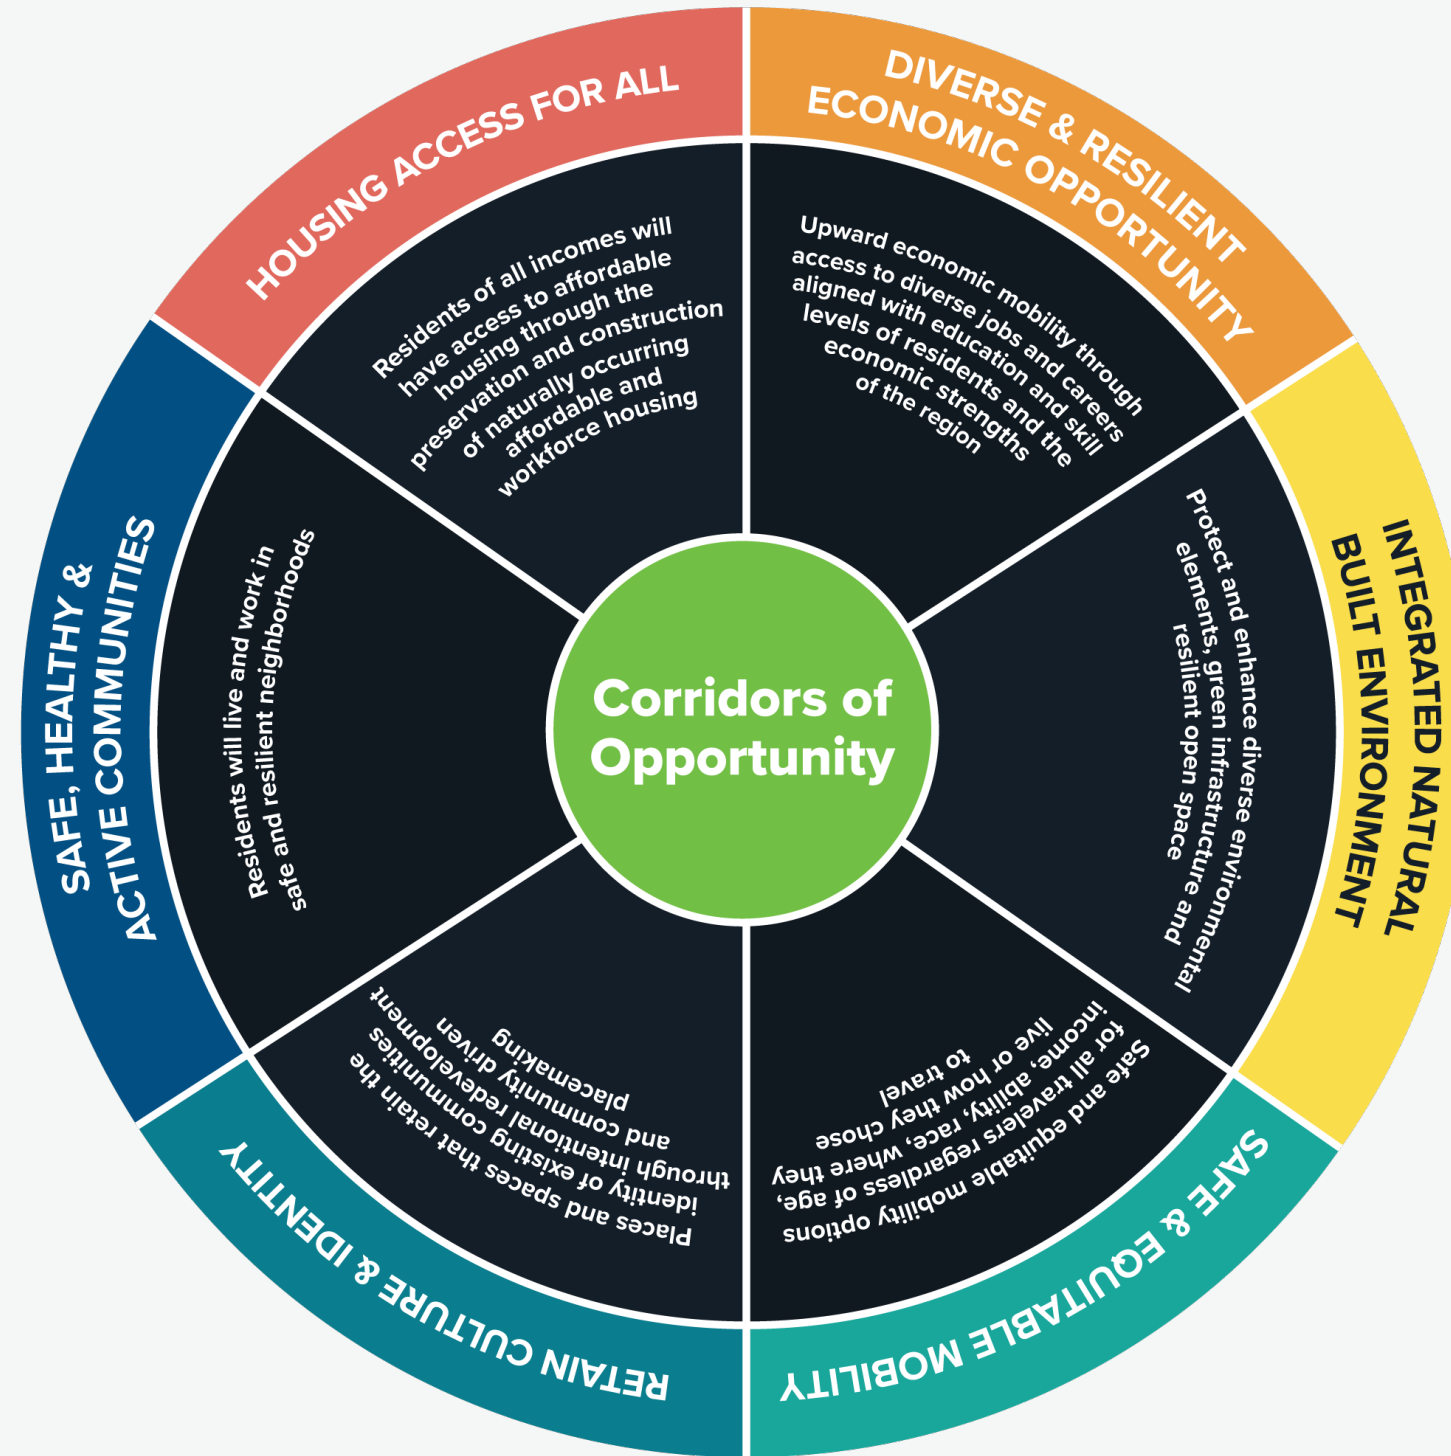 Corridors of
Opportunity
HOUSING ACCESS FOR ALL
Residents of all incomes will
have access to affordable
housing through the
preservation and construction
of naturally occurring
affordable and
workforce housing
DIVERSE & RESILIENT
ECONOMIC OPPORTUNITY
Upward economic mobility through
access to diverse jobs and careers
aligned with education and skill
levels of residents and the
economic strengths
of the region
INTEGRATED NATURAL
BUILT ENVIRONMENT
Protect and enhance diverse environmental
elements, green infrastructure and
resilient open space
SAFE & EQUITABLE MOBILITY
Safe and equitable mobility options
for all travelers regardless of age,
income, ability, race, where they
live or how they chose
to travel
RETAIN CULTURE & IDENTITY
Places and spaces that retain the
identity of existing communities
through intentional redevelopment
and community driven
placemaking
SAFE, HEALTHY &
ACTIVE COMMUNITIES
Residents will live and work in
safe and resilient neighborhoods